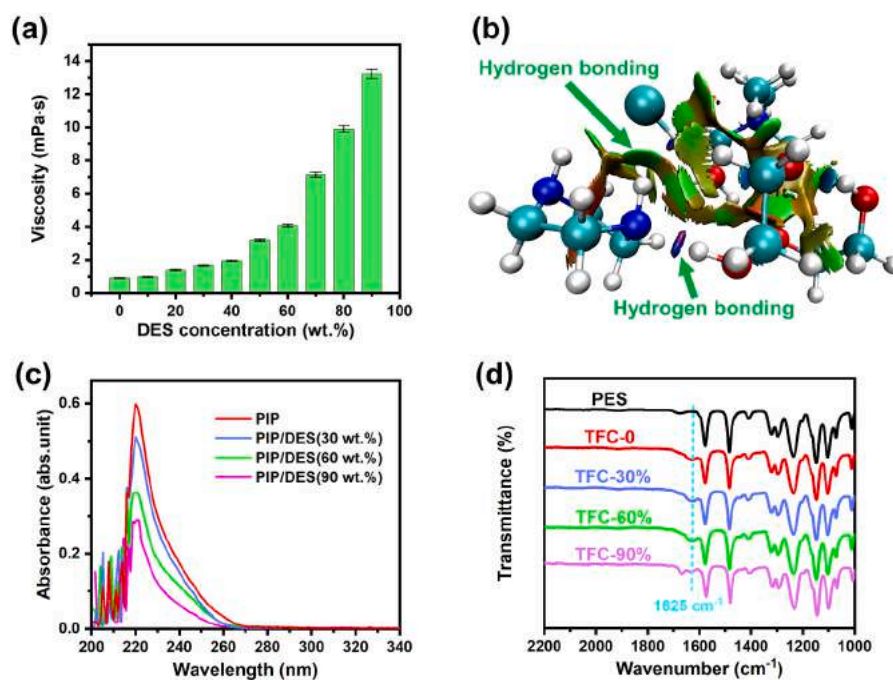 (a)
Viscosity (mPa·s)
14
12
10
8
6
4
2
0
0 20 40 60 80 100
DES concentration (wt.%)
(b)
Hydrogen bonding
Hydrogen bonding
(c)
Absorbance (abs.unit)
0.6
0.4
0.2
0.0
PIP
PIP/DES(30 wt.%)
PIP/DES(60 wt.%)
PIP/DES(90 wt.%)
200 220 240 260 280 300 320 340
Wavelength (nm)
(d)
Transmittance (%)
PES
TFC-0
TFC-30%
TFC-60%
TFC-90%
1625 cm⁻¹
2200 2000 1800 1600 1400 1200 1000
Wavenumber (cm⁻¹)